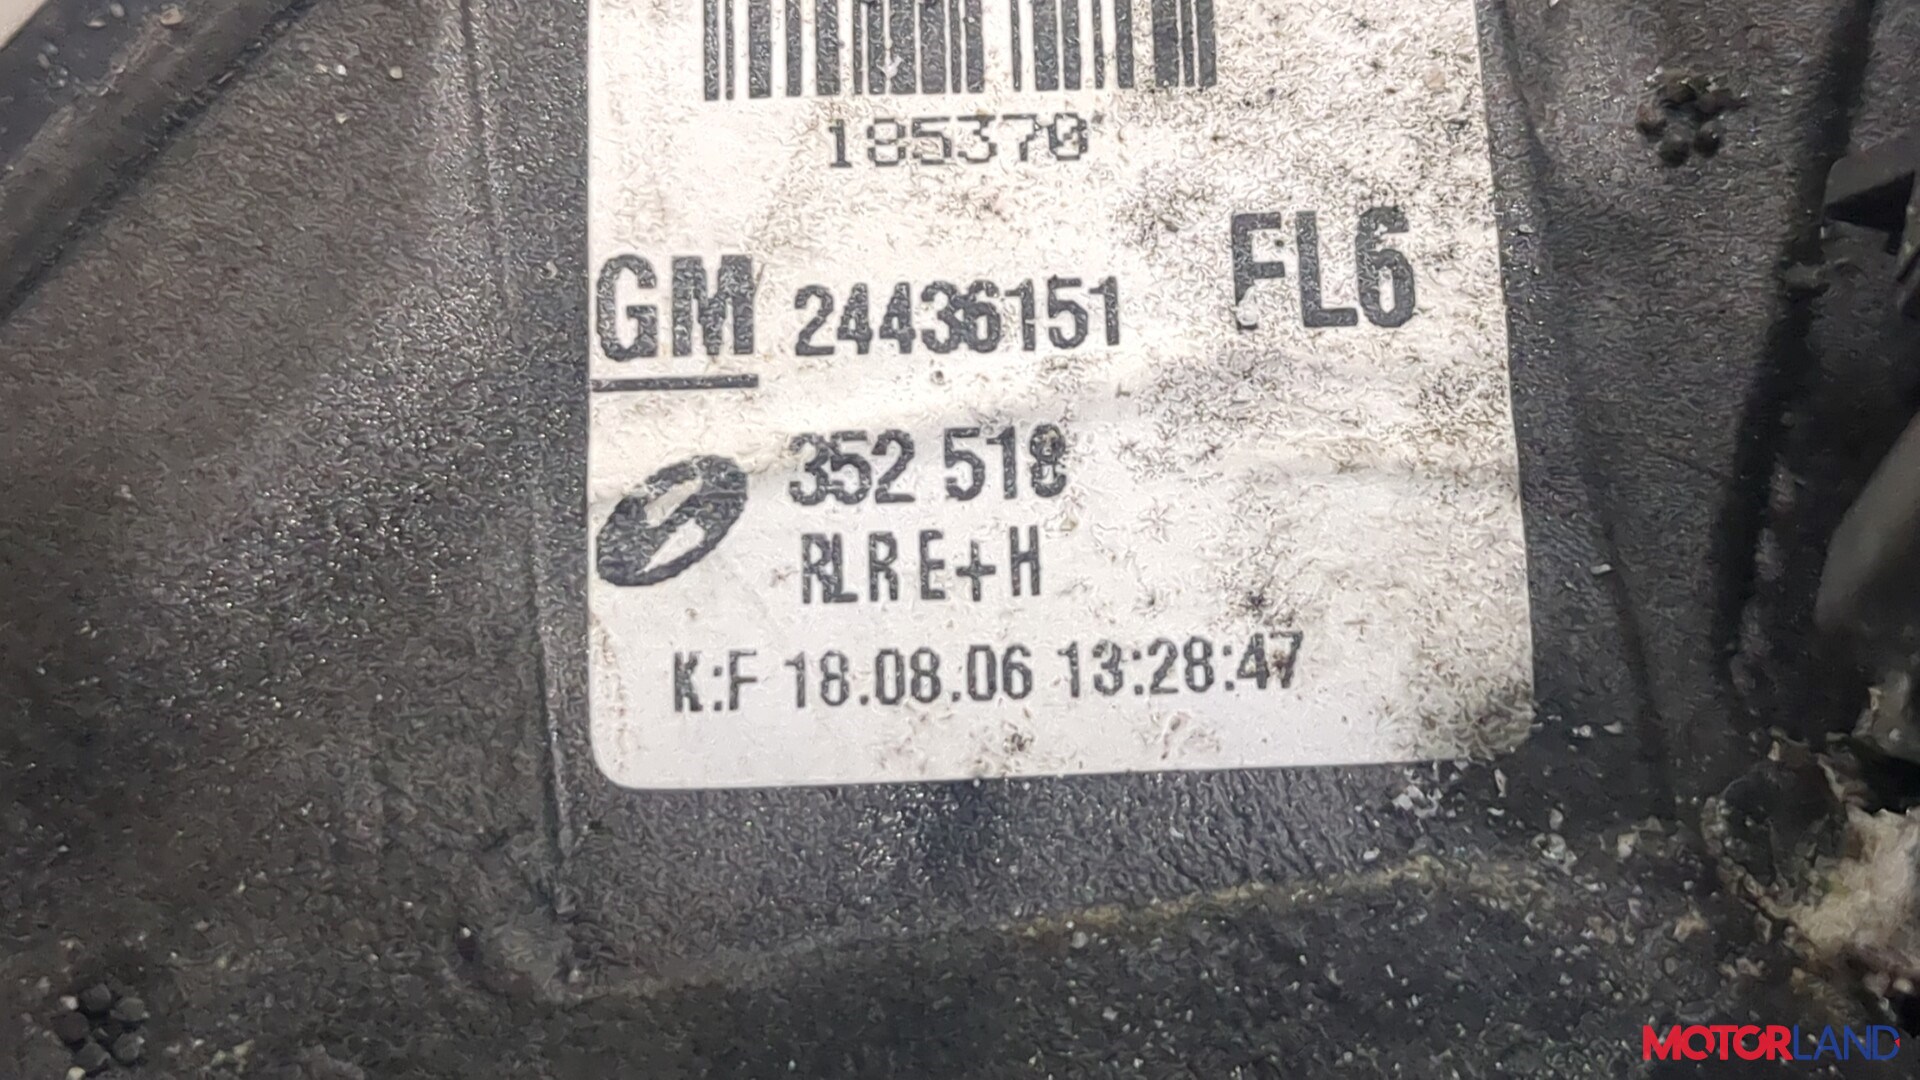 185370
GM 24436151 FL6
352 518
RLR E+H
K:F 18.08.06 13:28:47
MOTORLAND